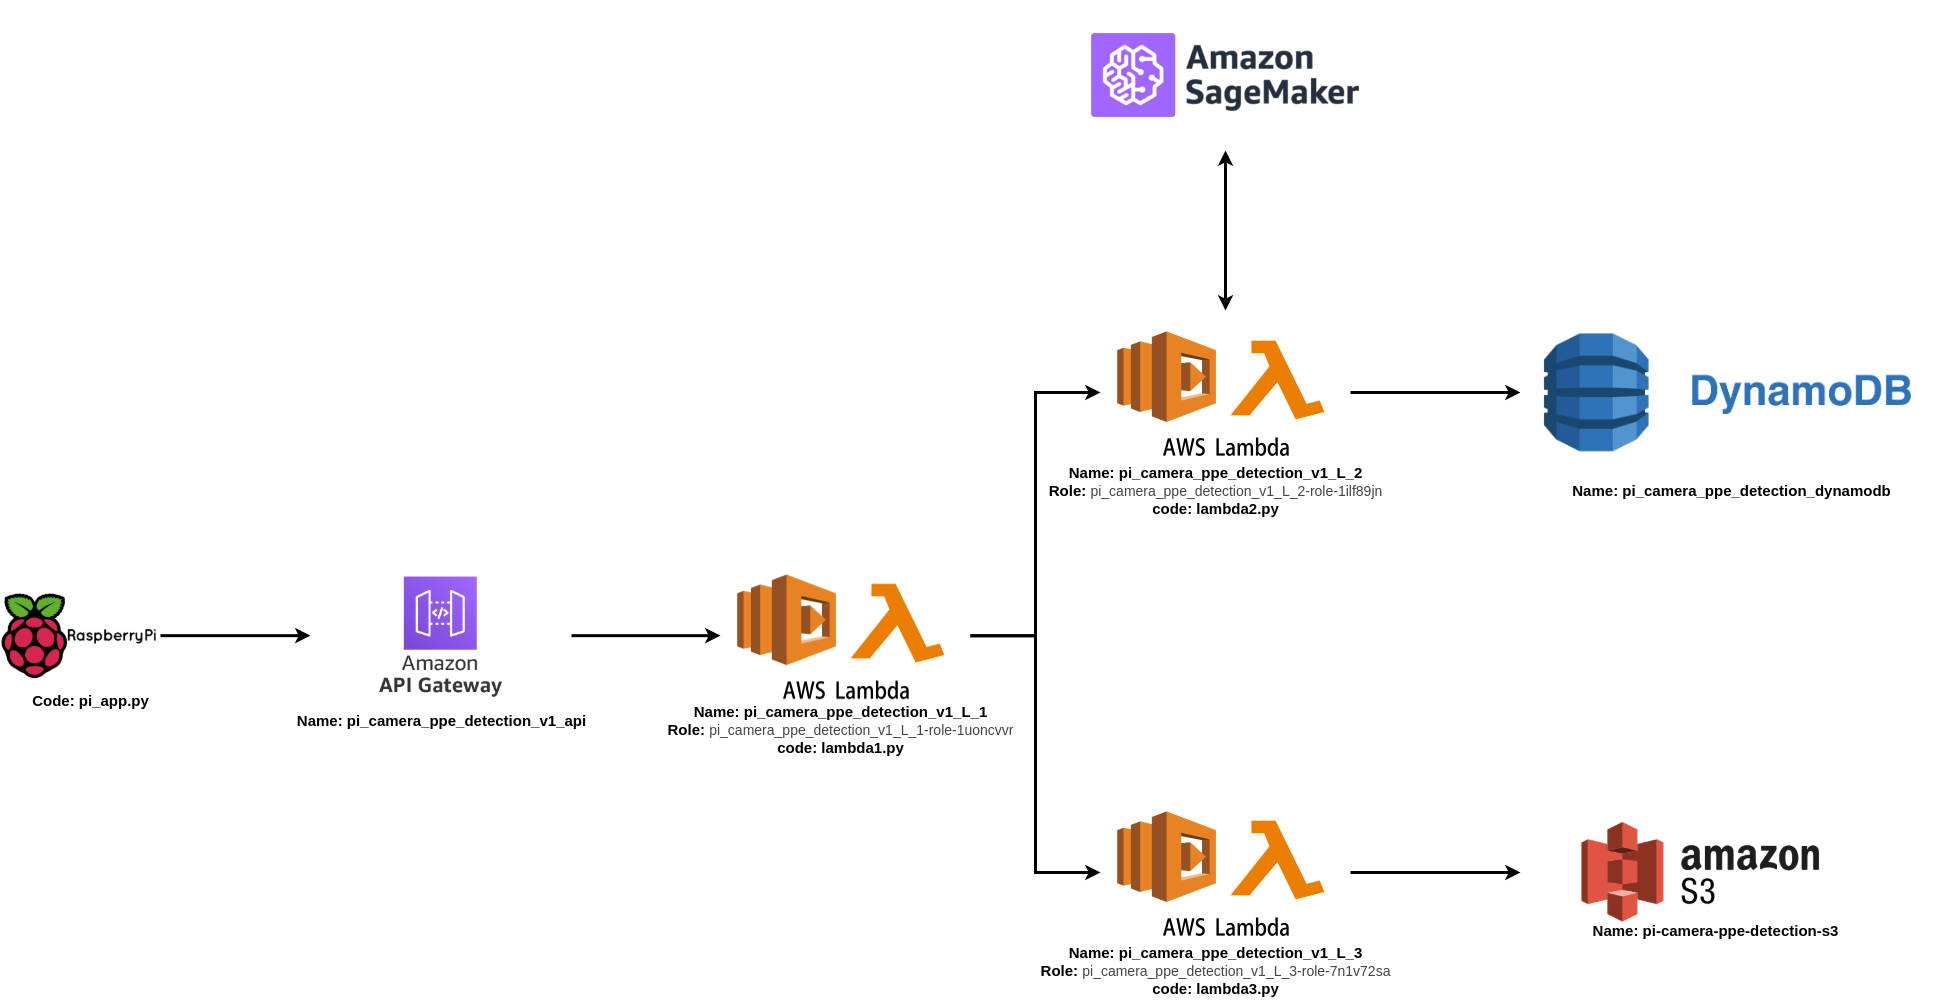 Amazon
SageMaker
AWS Lambda
Name: pi_camera_ppe_detection_v1_L_2
Role: pi_camera_ppe_detection_v1_L_2-role-1ilf89jn
code: lambda2.py
DynamoDB
Name: pi_camera_ppe_detection_dynamodb
RaspberryPi
Code: pi_app.py
</>
Amazon
API Gateway
Name: pi_camera_ppe_detection_v1_api
AWS Lambda
Name: pi_camera_ppe_detection_v1_L_1
Role: pi_camera_ppe_detection_v1_L_1-role-1uoncvvr
code: lambda1.py
AWS Lambda
Name: pi_camera_ppe_detection_v1_L_3
Role: pi_camera_ppe_detection_v1_L_3-role-7n1v72sa
code: lambda3.py
amazon
S3
Name: pi-camera-ppe-detection-s3